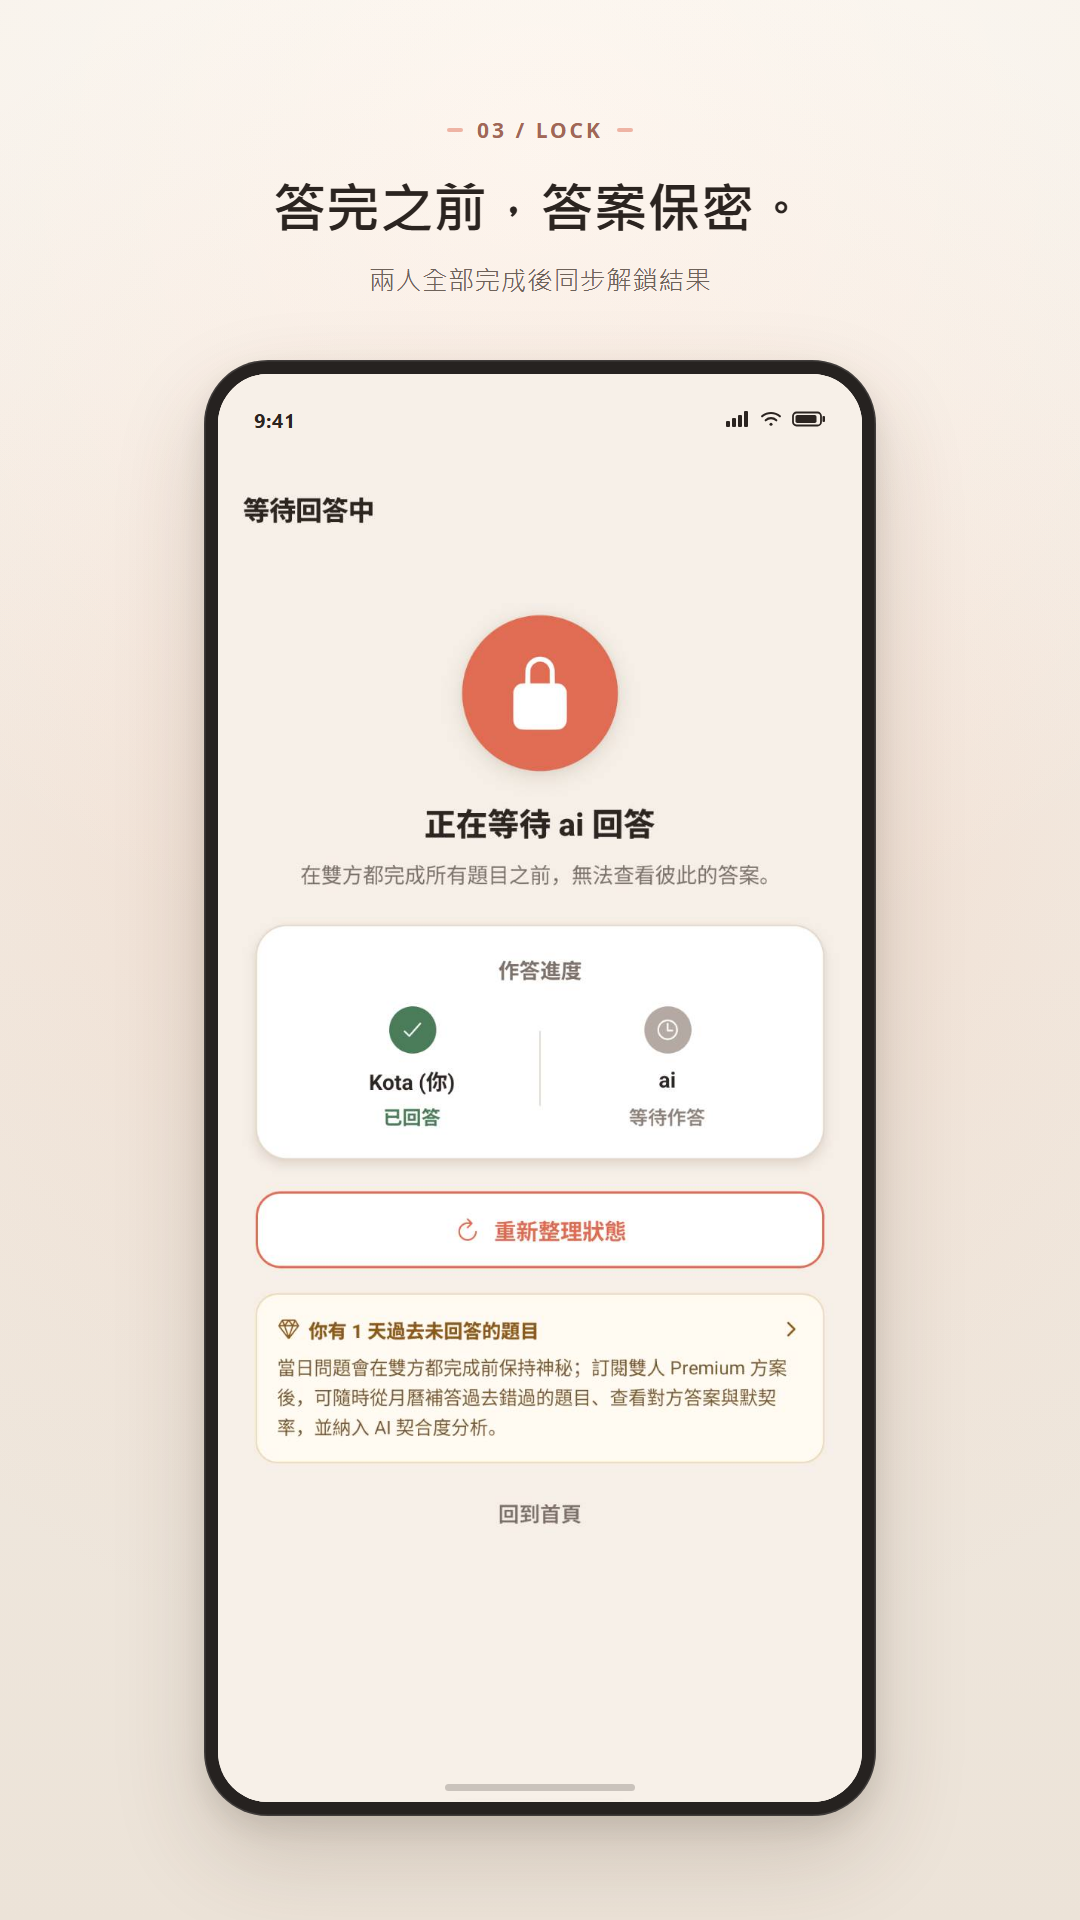 03 / LOCK
答完之前，答案保密。
兩人全部完成後同步解鎖結果
9:41
等待回答中
正在等待 ai 回答
在雙方都完成所有題目之前，無法查看彼此的答案。
作答進度
Kota (你)
已回答
ai
等待作答
重新整理狀態
你有 1 天過去未回答的題目
當日問題會在雙方都完成前保持神秘；訂閱雙人 Premium 方案
後，可隨時從月曆補答過去錯過的題目、查看對方答案與默契
率，並納入 AI 契合度分析。
回到首頁